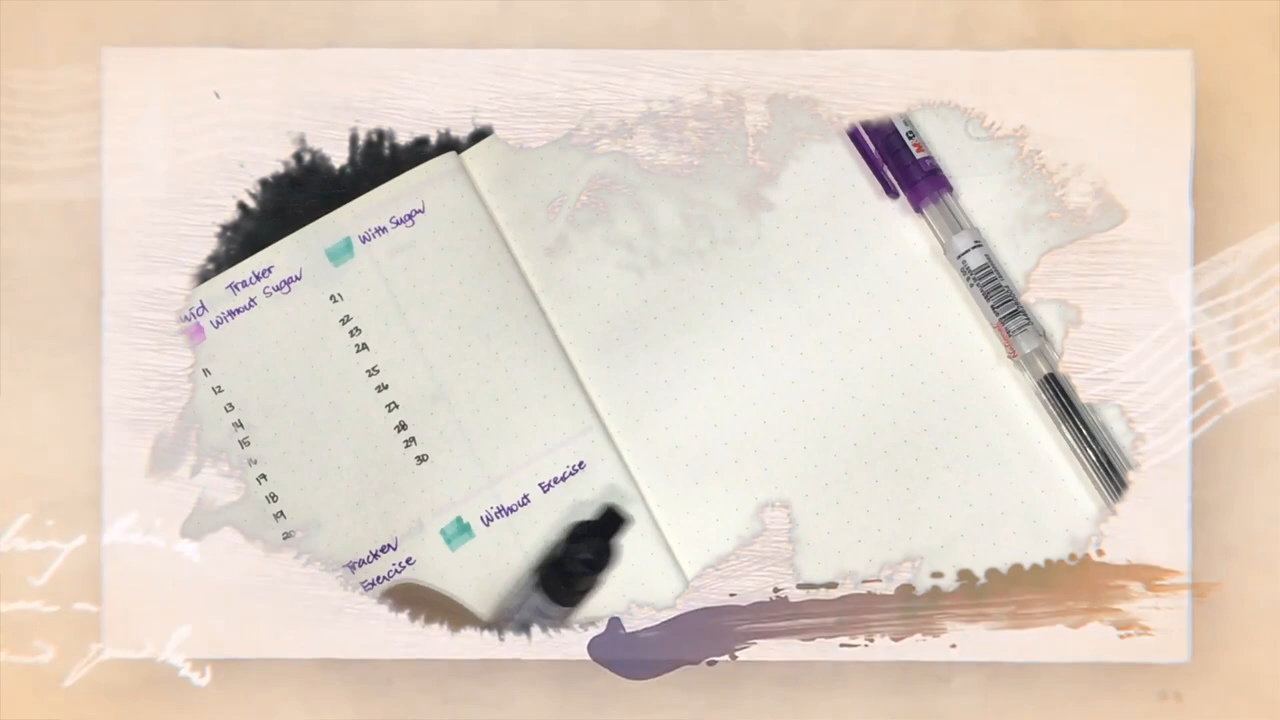 Tracker
Without Sugar
With Sugar
11
12
13
14
15
16
17
18
19
20
21
22
23
24
25
26
27
28
29
30
Tracker
Exercise
Without Exercise
M&G